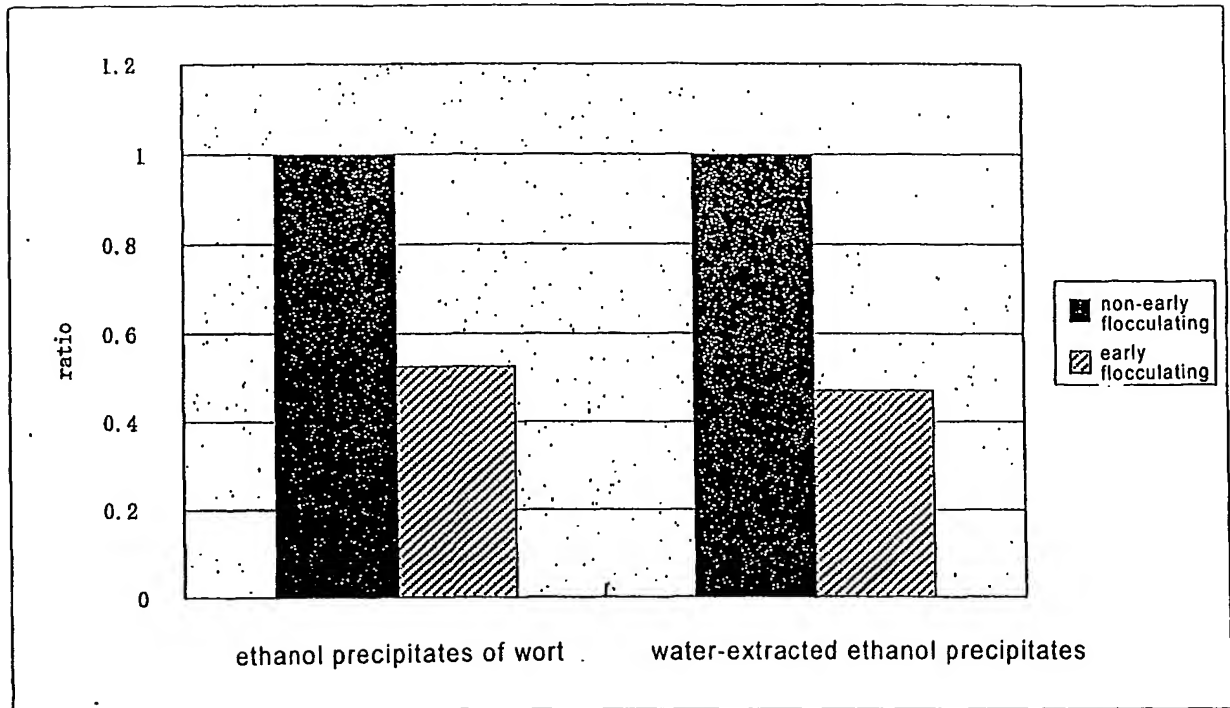 1.2
1
0.8
0.6
0.4
0.2
0
ratio
ethanol precipitates of wort
water-extracted ethanol precipitates
non-early
flocculating
early
flocculating